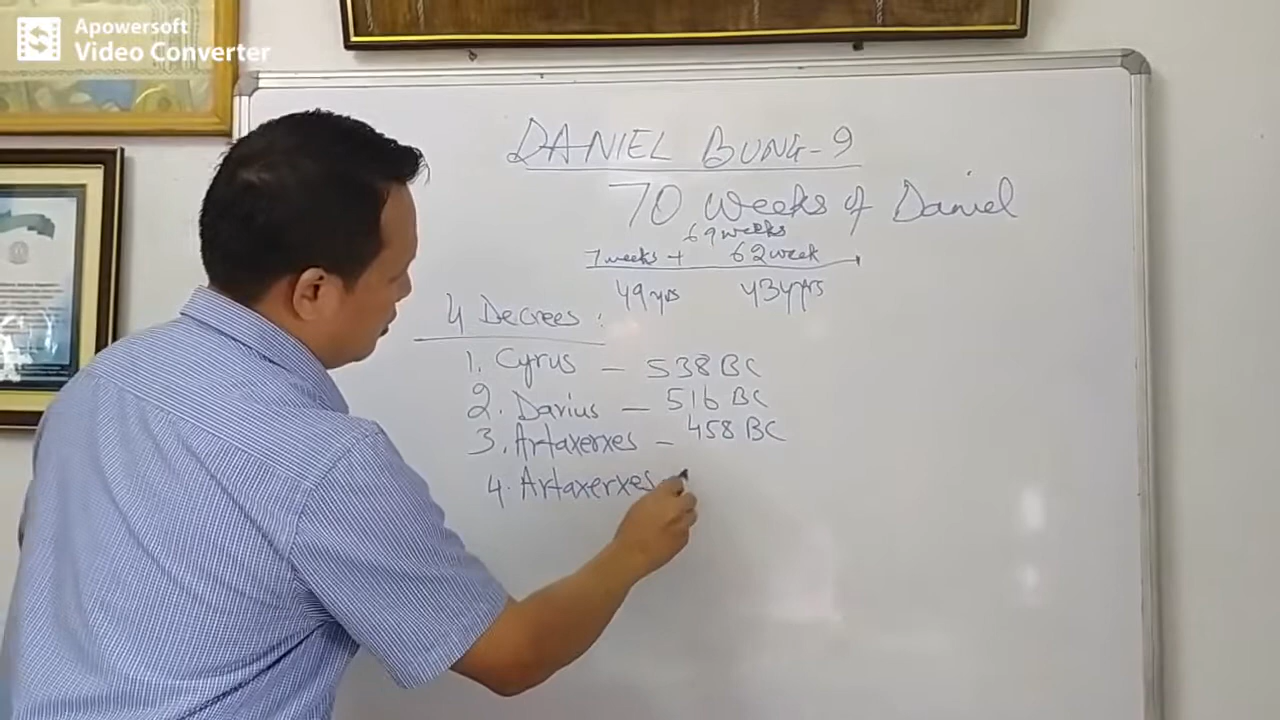 Apowersoft
Video Converter
DANIEL BUNG-9
70 Weeks of Daniel
69 weeks
7 weeks + 62 week
49 yrs 434 yrs
4 Decrees :
1. Cyrus — 538 BC
2. Darius — 516 BC
3. Artaxerxes — 458 BC
4. Artaxerxes -